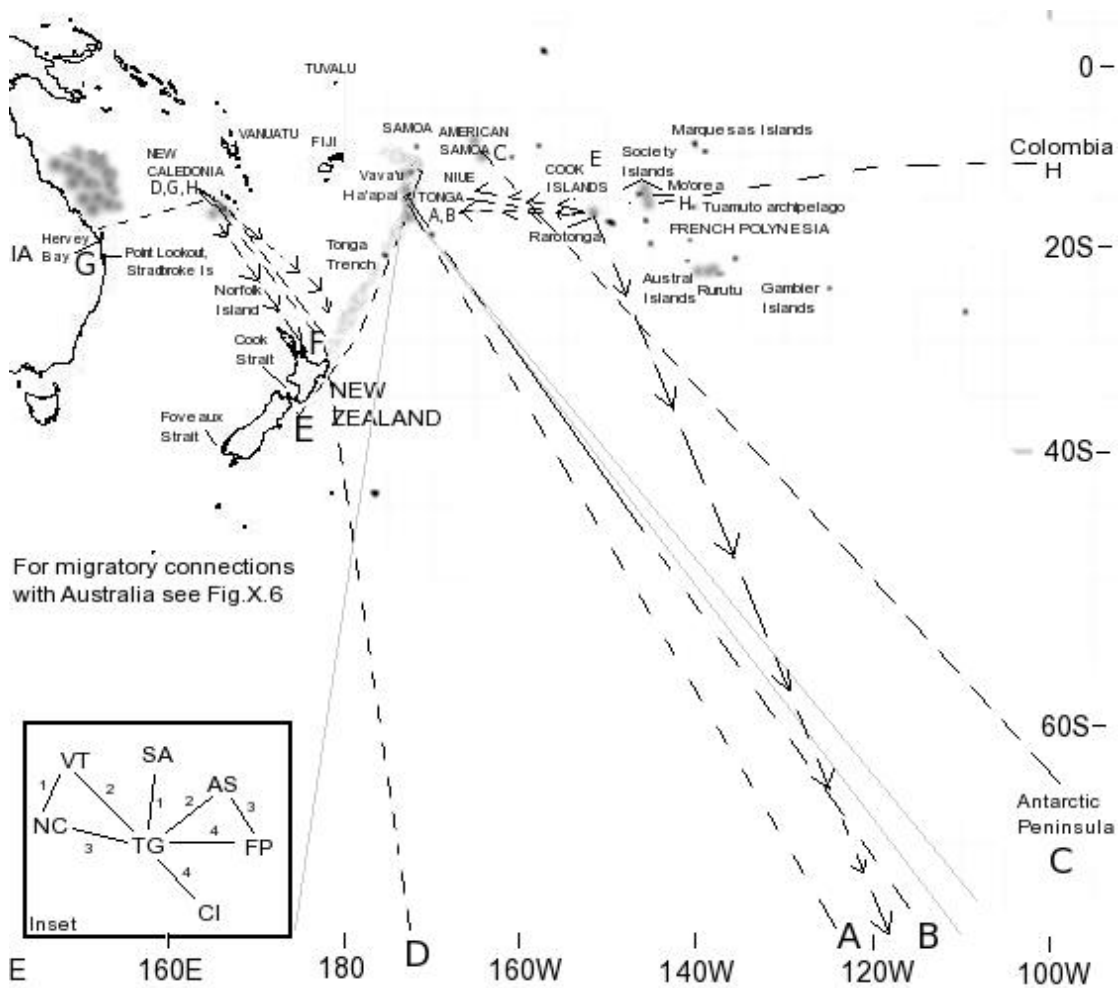 0
TUVALU
VANUATU
FIJI
SAMOA
AMERICAN
SAMOA
C
E
Marquesas Islands
Society
Islands
Colombia
H
NEW
CALEDONIA
D,G,H
Vava'u
Ha'apai
NIUE
TONGA
A,B
COOK
ISLANDS
Mo'orea
H
Tuamuto archipelago
Rarotonga
FRENCH POLYNESIA
20S
IA
Hervey
Bay
G
Point Lookout,
Stradbroke Is
Tonga
Trench
Austral
Islands
Rurutu
Gambier
Islands
Norfolk
Island
Cook
Strait
F
NEW
ZEALAND
E
Foveaux
Strait
40S
For migratory connections
with Australia see Fig.X.6
60S
Antarctic
Peninsula
C
VT
SA
AS
NC
TG
FP
CI
1
2
1
2
3
3
4
4
Inset
D
A
B
E
160E
180
160W
140W
120W
100W